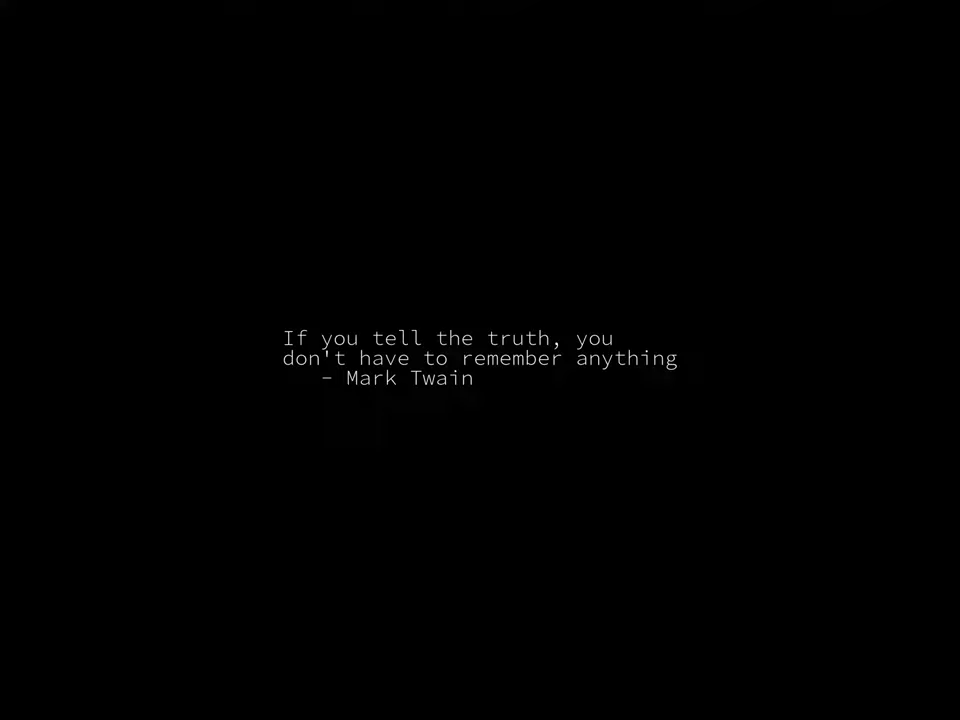 If you tell the truth, you
don't have to remember anything
- Mark Twain